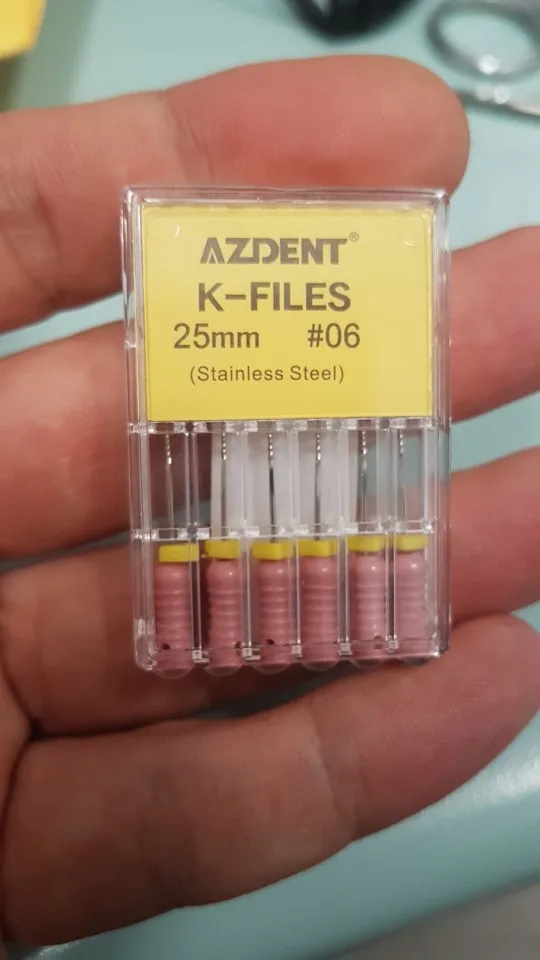 AZDENT®
K-FILES
25mm #06
(Stainless Steel)